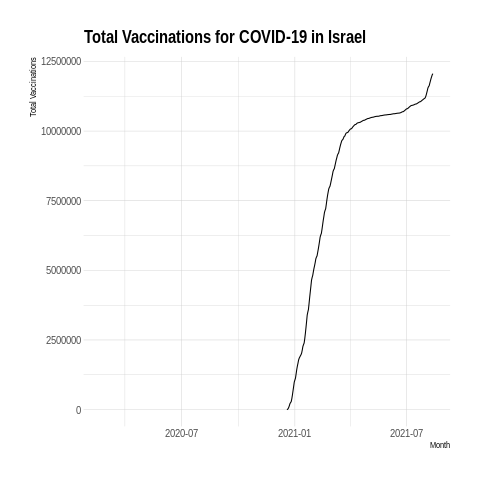 Total Vaccinations for COVID-19 in Israel
Total Vaccinations
12500000
10000000
7500000
5000000
2500000
0
2020-07 2021-01 2021-07
Month